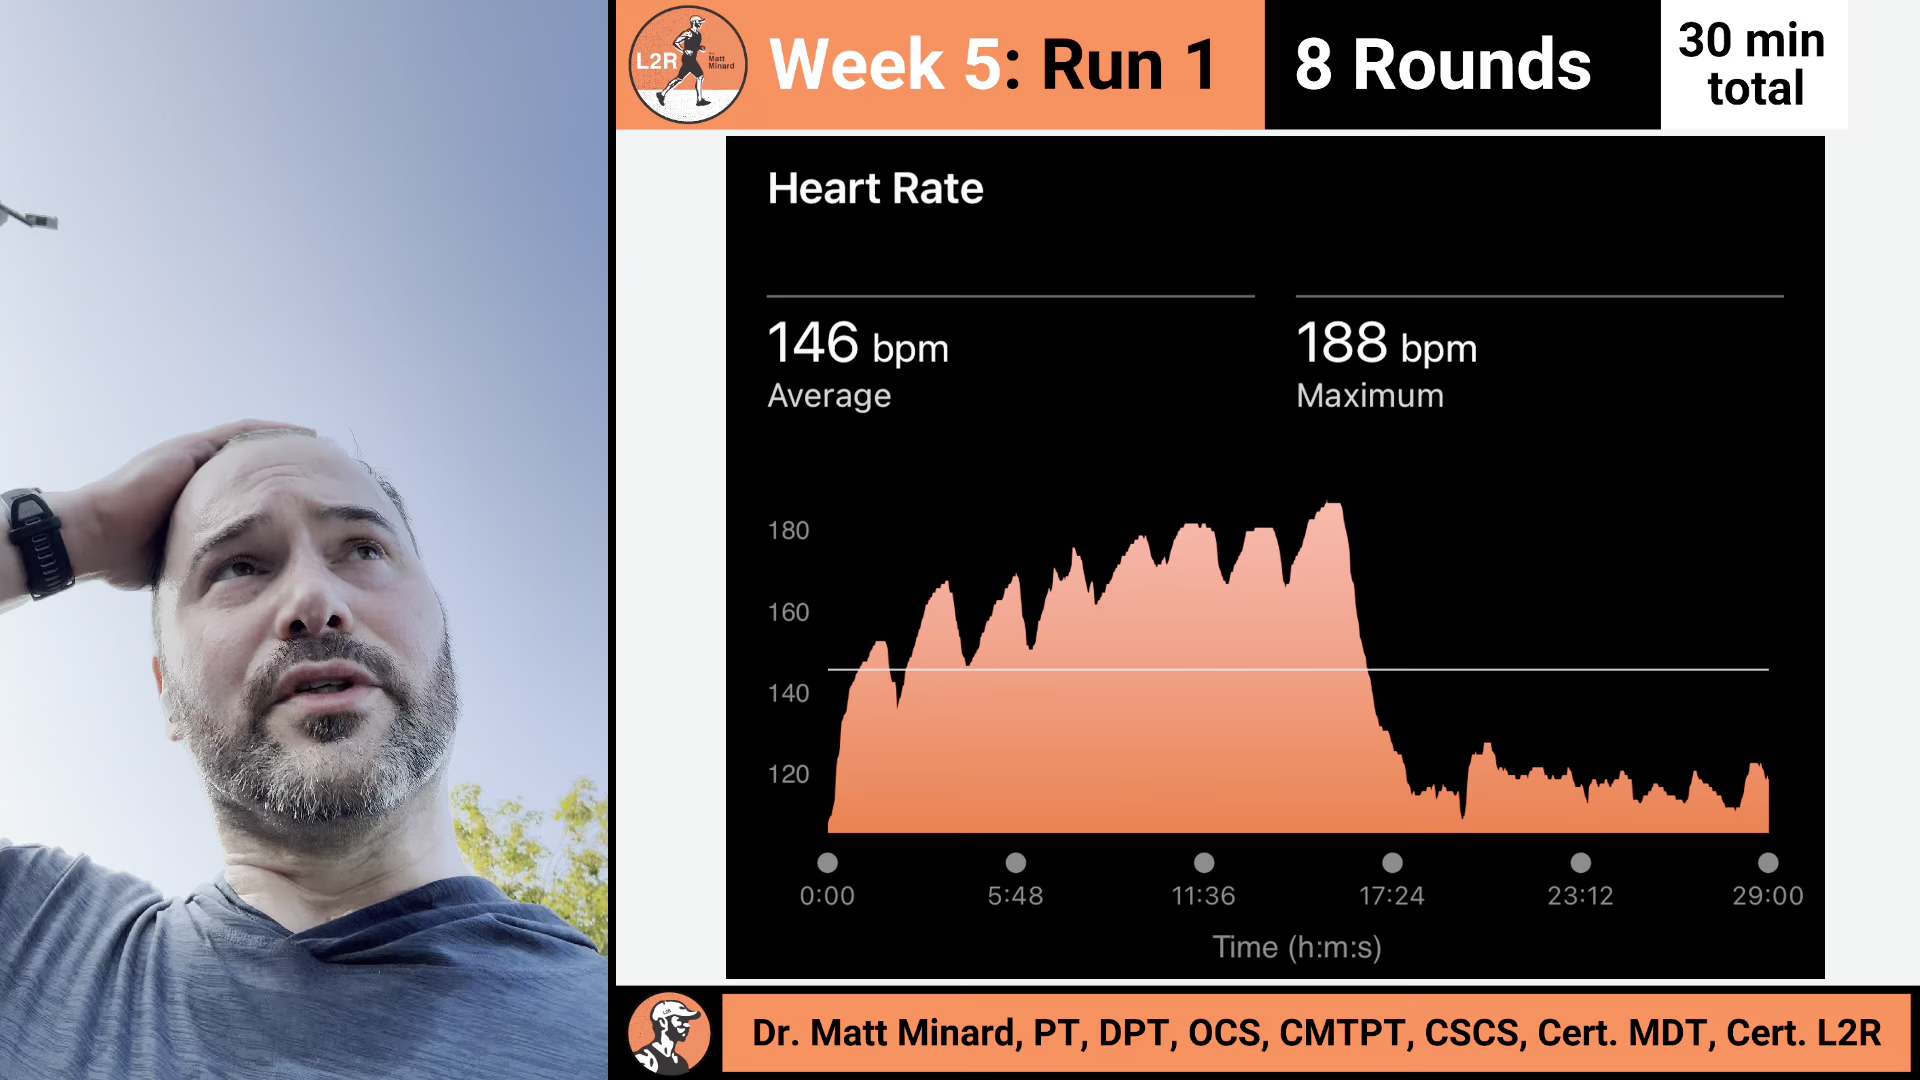 L2R
Matt
Minard
Week 5: Run 1
8 Rounds
30 min
total
Heart Rate
146 bpm
Average
188 bpm
Maximum
180
160
140
120
0:00
5:48
11:36
17:24
23:12
29:00
Time (h:m:s)
Dr. Matt Minard, PT, DPT, OCS, CMTPT, CSCS, Cert. MDT, Cert. L2R